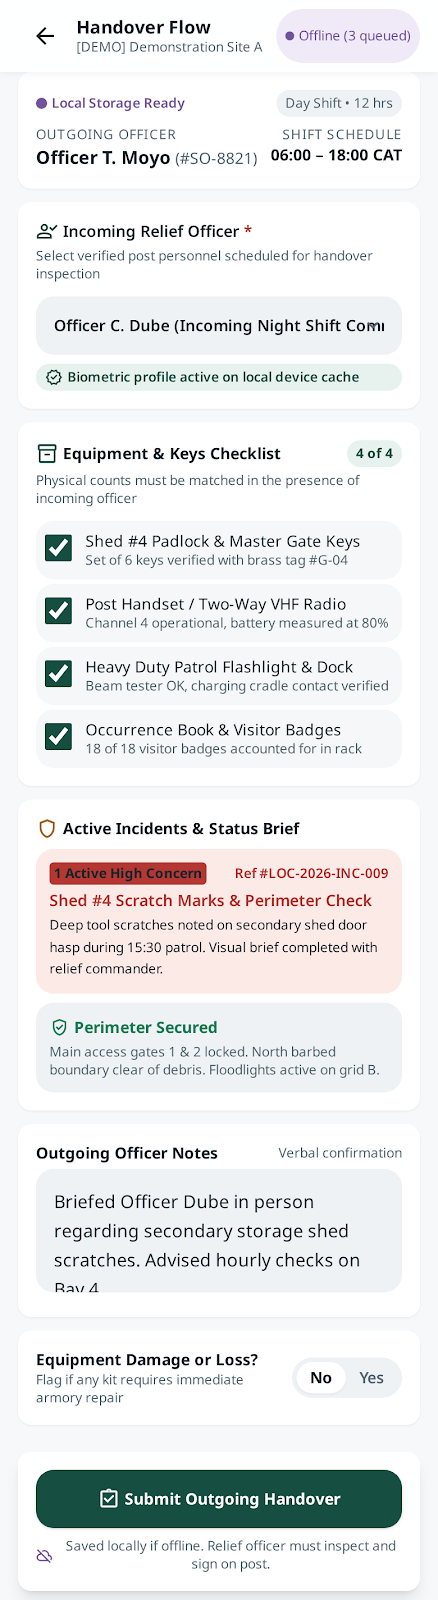 Handover Flow
[DEMO] Demonstration Site A
Offline (3 queued)
Local Storage Ready
Day Shift • 12 hrs
OUTGOING OFFICER
SHIFT SCHEDULE
Officer T. Moyo (#SO-8821)
06:00 – 18:00 CAT
Incoming Relief Officer *
Select verified post personnel scheduled for handover
inspection
Officer C. Dube (Incoming Night Shift
Biometric profile active on local device cache
Equipment & Keys Checklist
4 of 4
Physical counts must be matched in the presence of
incoming officer
Shed #4 Padlock & Master Gate Keys
Set of 6 keys verified with brass tag #G-04
Post Handset / Two-Way VHF Radio
Channel 4 operational, battery measured at 80%
Heavy Duty Patrol Flashlight & Dock
Beam tester OK, charging cradle contact verified
Occurrence Book & Visitor Badges
18 of 18 visitor badges accounted for in rack
Active Incidents & Status Brief
1 Active High Concern
Ref #LOC-2026-INC-009
Shed #4 Scratch Marks & Perimeter Check
Deep tool scratches noted on secondary shed door
hasp during 15:30 patrol. Visual brief completed with
relief commander.
Perimeter Secured
Main access gates 1 & 2 locked. North barbed
boundary clear of debris. Floodlights active on grid B.
Outgoing Officer Notes
Verbal confirmation
Briefed Officer Dube in person
regarding secondary storage shed
scratches. Advised hourly checks on
Bay 4
Equipment Damage or Loss?
Flag if any kit requires immediate
armory repair
No
Yes
Submit Outgoing Handover
Saved locally if offline. Relief officer must inspect and
sign on post.